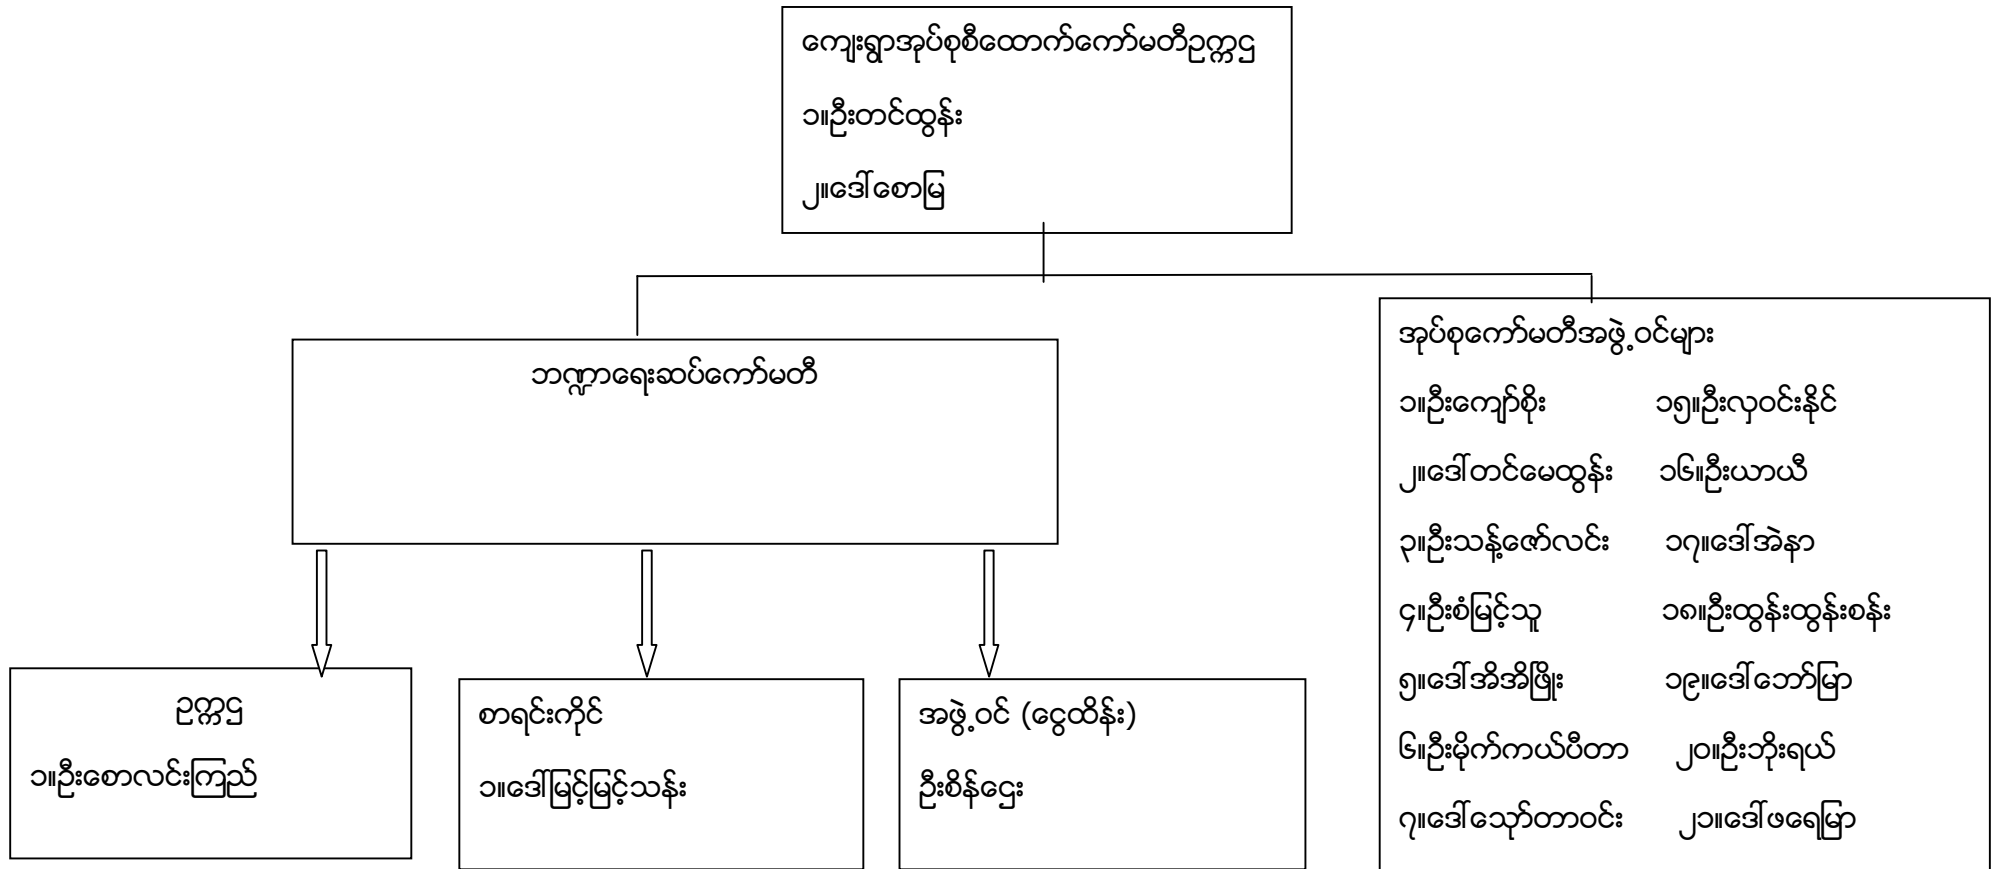 ကျေးရွာအုပ်စုစီထောက်ကော်မတီဥက္ကဌ
၁။ဦးတင်ထွန်း
၂။ဒေါ်စောမြ
ဘဏ္ဍာရေးဆပ်ကော်မတီ
ဥက္ကဌ
၁။ဦးစောလင်းကြည်
စာရင်းကိုင်
၁။ဒေါ်မြင့်မြင့်သန်း
အဖွဲ့ဝင် (ငွေထိန်း)
ဦးစိန်ဌေး
အုပ်စုကော်မတီအဖွဲ့ဝင်များ
၁။ဦးကျော်စိုး ၁၅။ဦးလှဝင်းနိုင်
၂။ဒေါ်တင်မေထွန်း ၁၆။ဦးယာယီ
၃။ဦးသန့်ဇော်လင်း ၁၇။ဒေါ်အဲနာ
၄။ဦးစံမြင့်သူ ၁၈။ဦးထွန်းထွန်းစန်း
၅။ဒေါ်အိအိဖြိုး ၁၉။ဒေါ်ဘော်မြာ
၆။ဦးမိုက်ကယ်ပီတာ ၂၀။ဦးဘိုးရယ်
၇။ဒေါ်သော်တာဝင်း ၂၁။ဒေါ်ဖရေမြာ